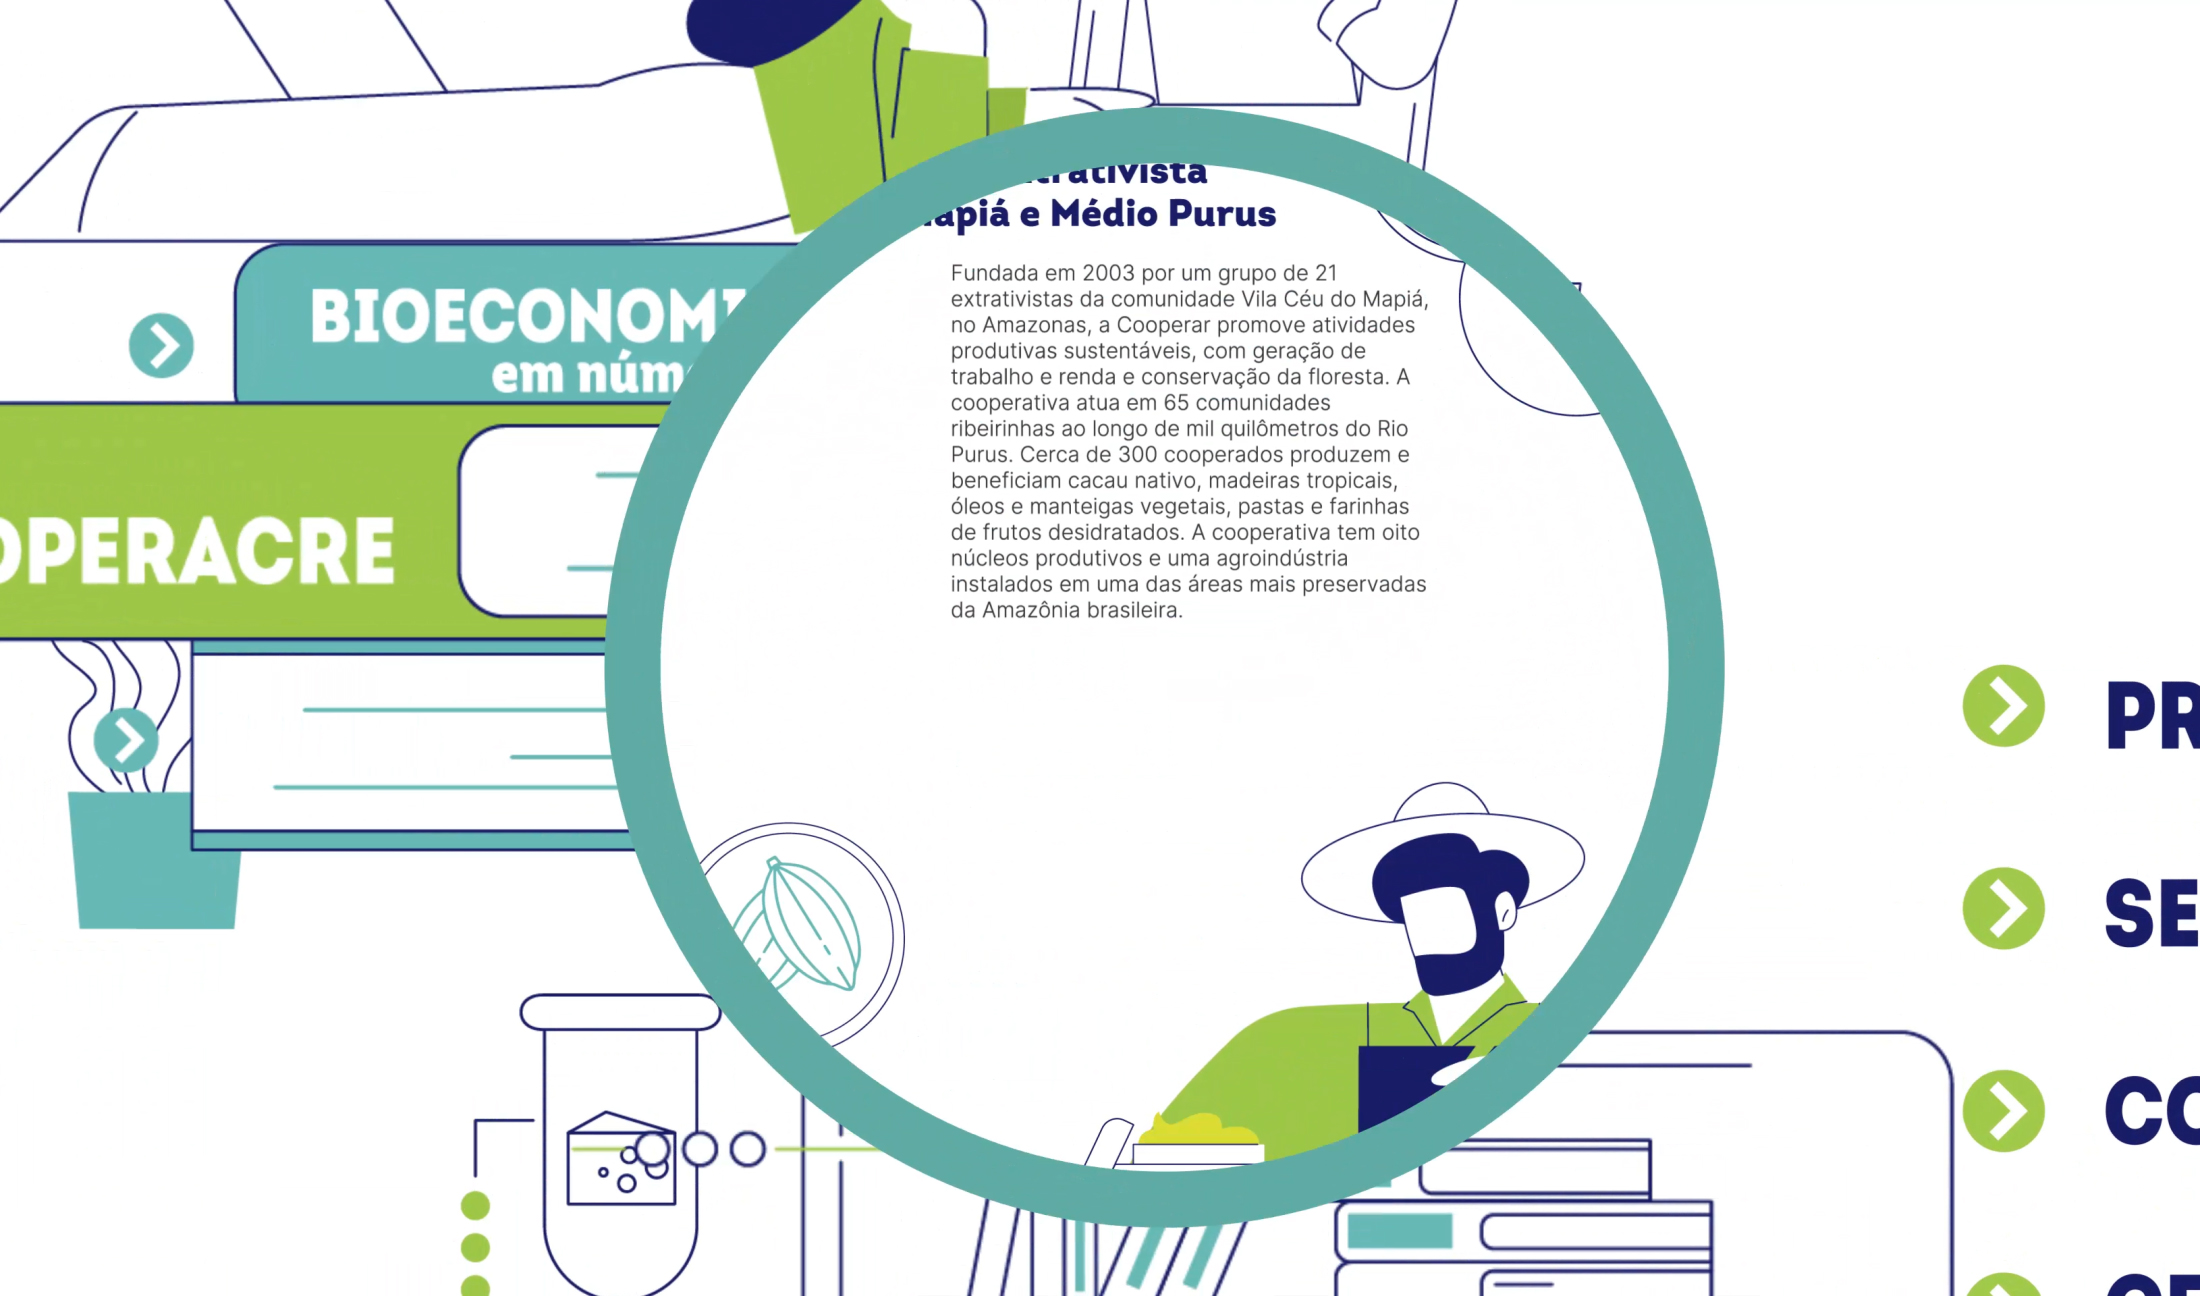 Médio Purus
Fundada em 2003 por um grupo de 21
extrativistas da comunidade Vila Céu do Mapiá,
no Amazonas, a Cooperar promove atividades
produtivas sustentáveis, com geração de
trabalho e renda e conservação da floresta. A
cooperativa atua em 65 comunidades
ribeirinhas ao longo de mil quilômetros do Rio
Purus. Cerca de 300 cooperados produzem e
beneficiam cacau nativo, madeiras tropicais,
óleos e manteigas vegetais, pastas e farinhas
de frutos desidratados. A cooperativa tem oito
núcleos produtivos e uma agroindústria
instalados em uma das áreas mais preservadas
da Amazônia brasileira.
BIOECONOM
em núm
OPERACRE
PR
SE
CO